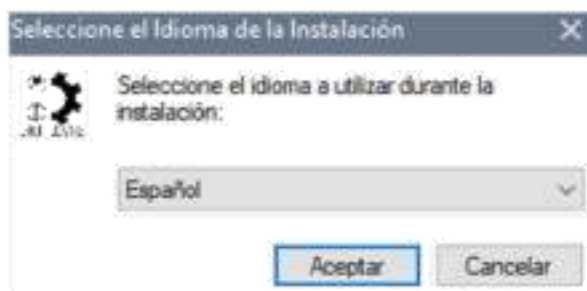 Seleccione el Idioma de la Instalación
Seleccione el idioma a utilizar durante la
instalación:
Español
Aceptar
Cancelar